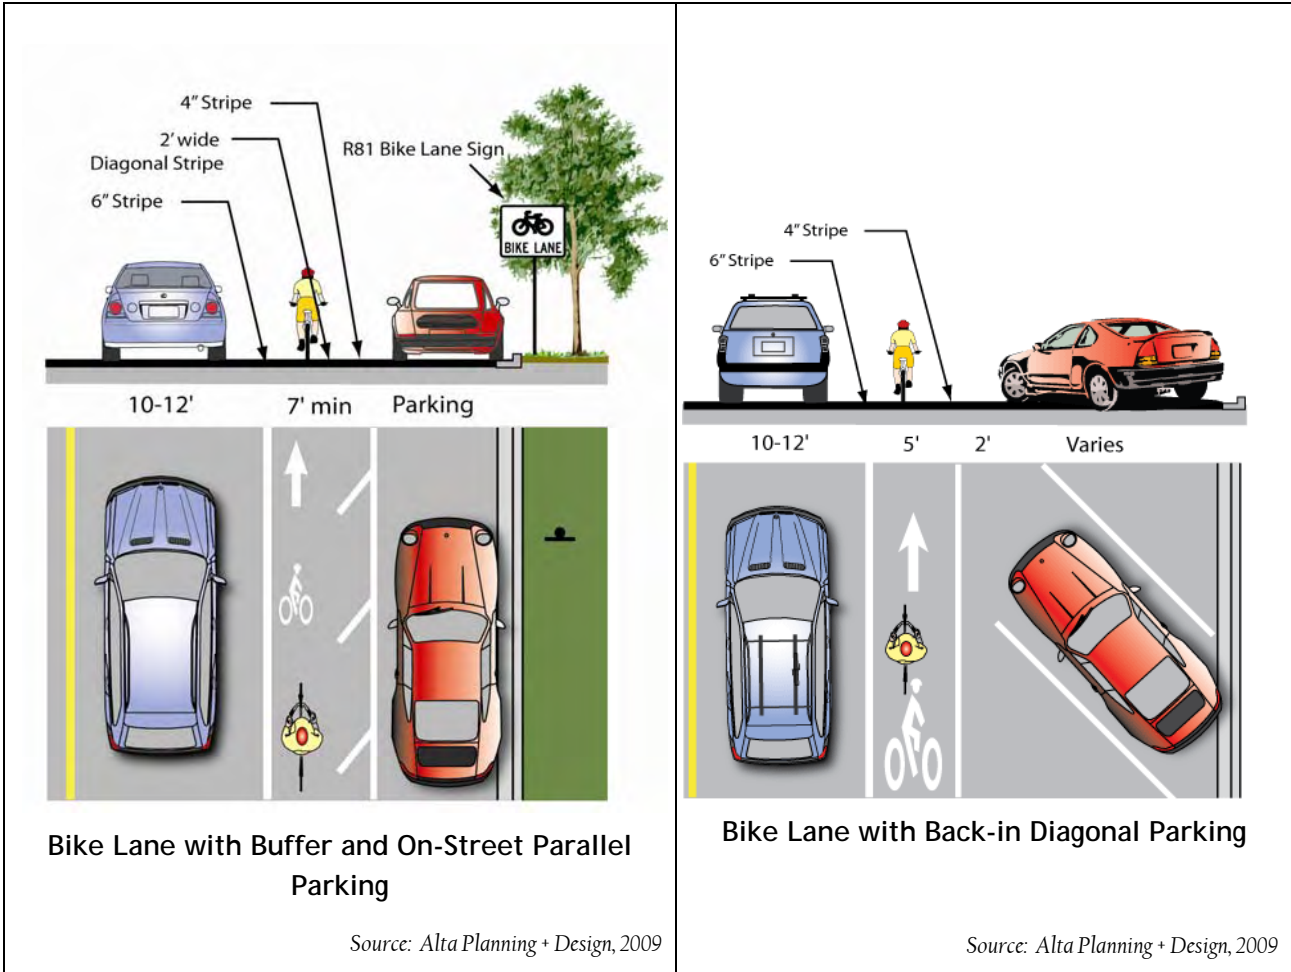 4” Stripe
2’ wide
Diagonal Stripe
R81 Bike Lane Sign
6” Stripe
BIKE LANE
10-12'
7' min
Parking
Bike Lane with Buffer and On-Street Parallel
Parking
Source: Alta Planning + Design, 2009
4” Stripe
6” Stripe
10-12'
5'
2'
Varies
Bike Lane with Back-in Diagonal Parking
Source: Alta Planning + Design, 2009